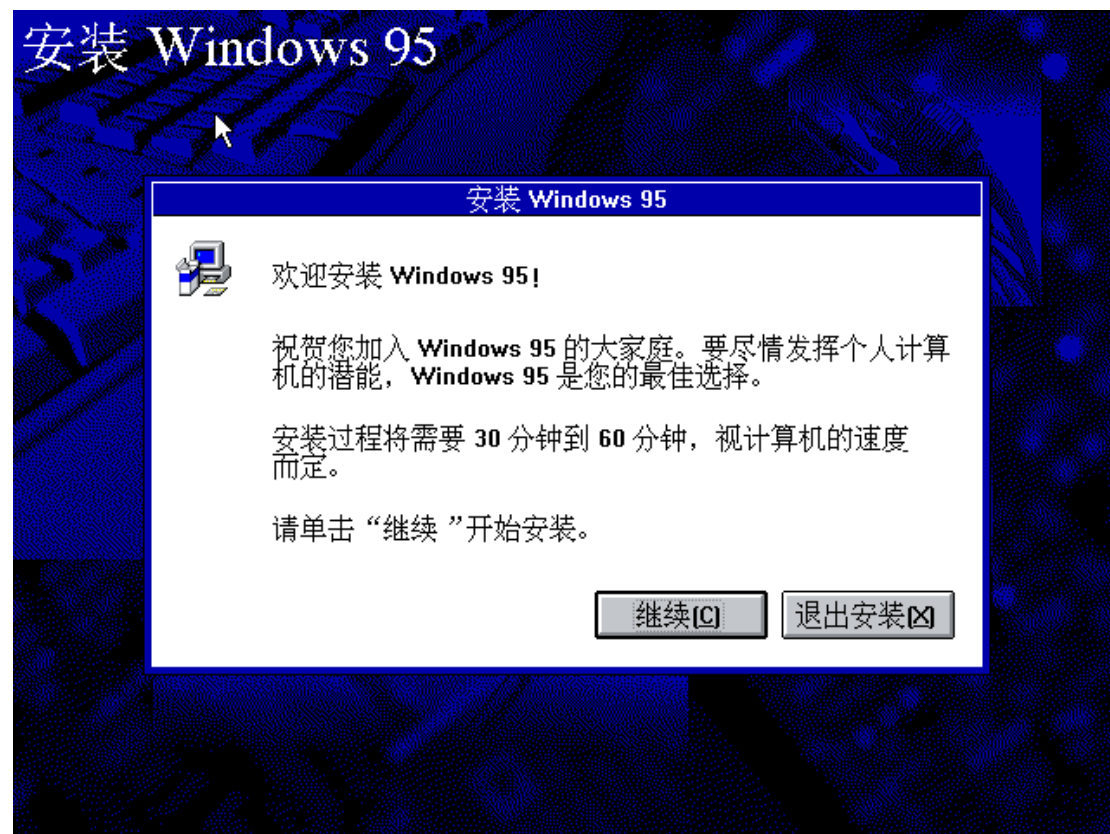 安装 Windows 95
安装 Windows 95
欢迎安装 Windows 95!
祝贺您加入 Windows 95 的大家庭。要尽情发挥个人计算
机的潜能，Windows 95 是您的最佳选择。
安装过程将需要 30 分钟到 60 分钟，视计算机的速度
而定。
请单击“继续 ”开始安装。
继续(C) 退出安装(X)